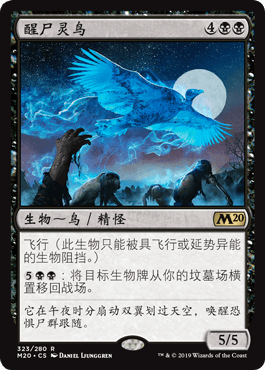 醒尸灵鸟 4
生物～鸟／精怪 M20
飞行（此生物只能被具飞行或延势异能
的生物阻挡。）
5：将目标生物牌从你的坟墓场横
置移回战场。
它在午夜时分扇动双翼划过天空，唤醒恐
惧尸群跟随。
5/5
323/280 R
M20 • CS DANIEL LJUNGGREN ™ & © 2019 Wizards of the Coast